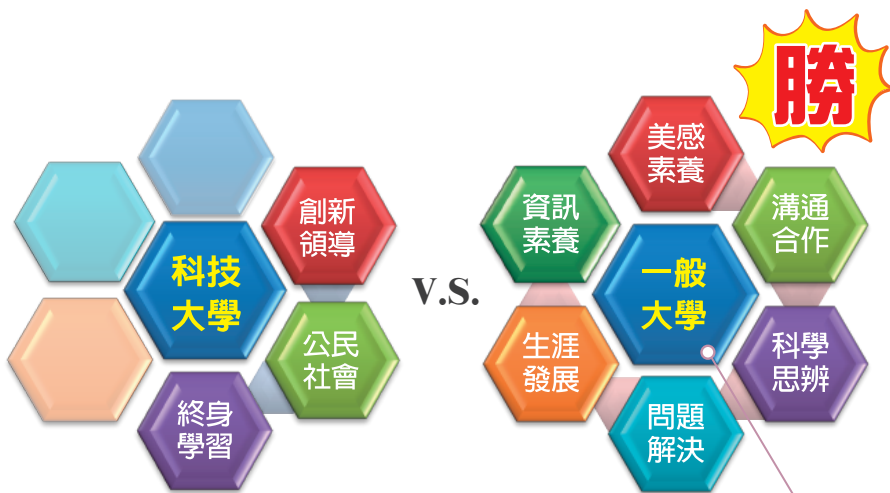 勝
創新
領導
科技
大學
公民
社會
終身
學習
V.S.
美感
素養
資訊
素養
溝通
合作
一般
大學
生涯
發展
科學
思辨
問題
解決